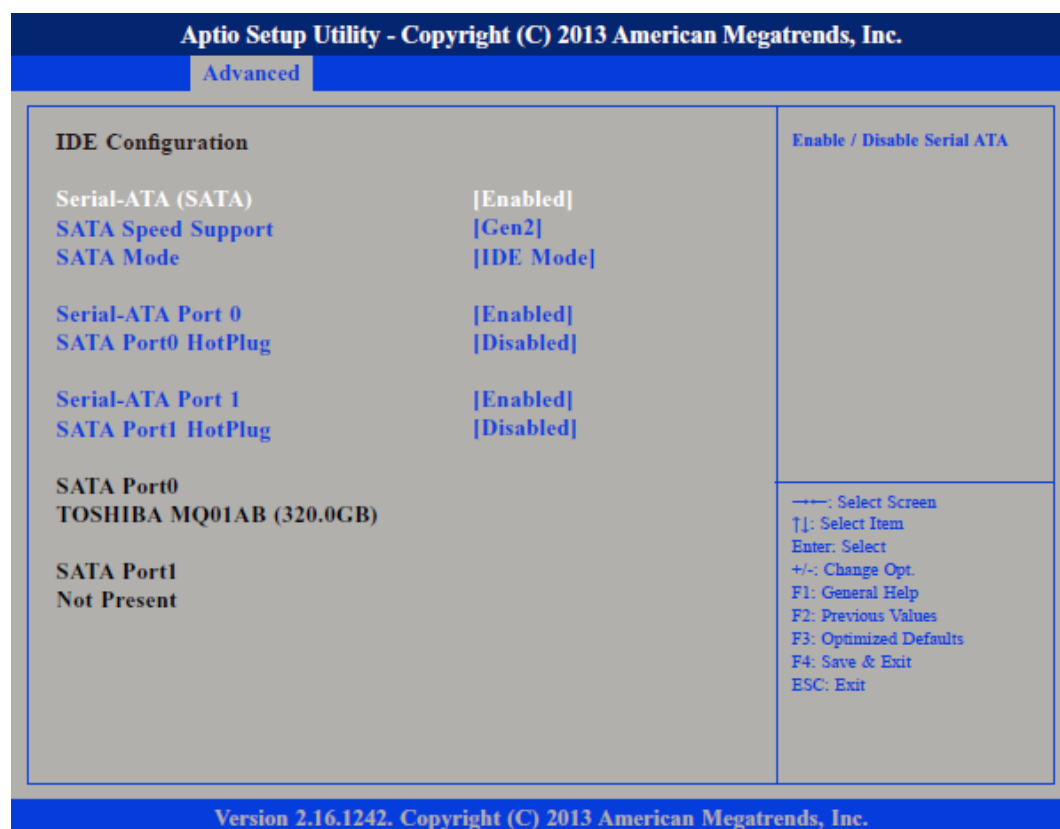 Aptio Setup Utility - Copyright (C) 2013 American Megatrends, Inc.
Advanced
IDE Configuration
Serial-ATA (SATA) [Enabled]
SATA Speed Support [Gen2]
SATA Mode [IDE Mode]
Serial-ATA Port 0 [Enabled]
SATA Port0 HotPlug [Disabled]
Serial-ATA Port 1 [Enabled]
SATA Port1 HotPlug [Disabled]
SATA Port0
TOSHIBA MQ01AB (320.0GB)
SATA Port1
Not Present
Enable / Disable Serial ATA
→←: Select Screen
↑↓: Select Item
Enter: Select
+/-: Change Opt.
F1: General Help
F2: Previous Values
F3: Optimized Defaults
F4: Save & Exit
ESC: Exit
Version 2.16.1242. Copyright (C) 2013 American Megatrends, Inc.